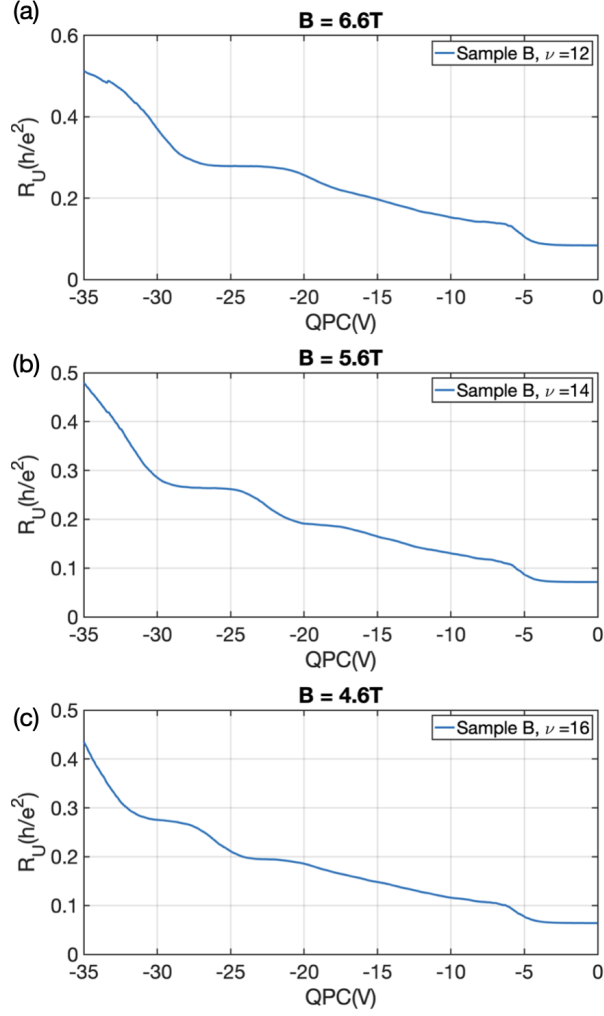 (a)
B = 6.6T
0.6
0.4
0.2
0
R_U(h/e²)
Sample B, ν =12
-35 -30 -25 -20 -15 -10 -5 0
QPC(V)
(b)
B = 5.6T
0.5
0.4
0.3
0.2
0.1
0
R_U(h/e²)
Sample B, ν =14
-35 -30 -25 -20 -15 -10 -5 0
QPC(V)
(c)
B = 4.6T
0.5
0.4
0.3
0.2
0.1
0
R_U(h/e²)
Sample B, ν =16
-35 -30 -25 -20 -15 -10 -5 0
QPC(V)